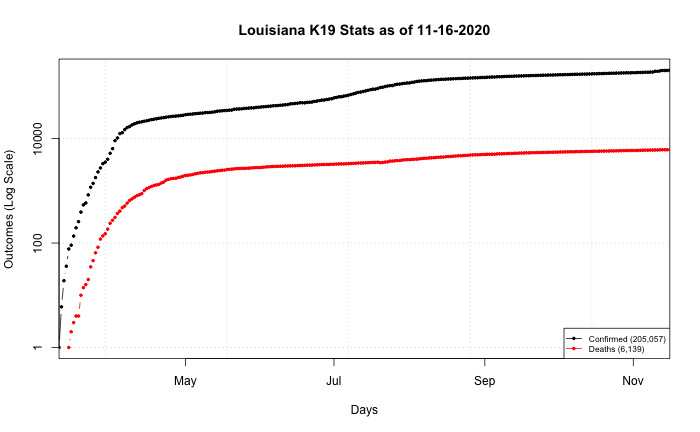 Louisiana K19 Stats as of 11-16-2020
Outcomes (Log Scale)
10000
100
1
Confirmed (205,057)
Deaths (6,139)
May
Jul
Sep
Nov
Days